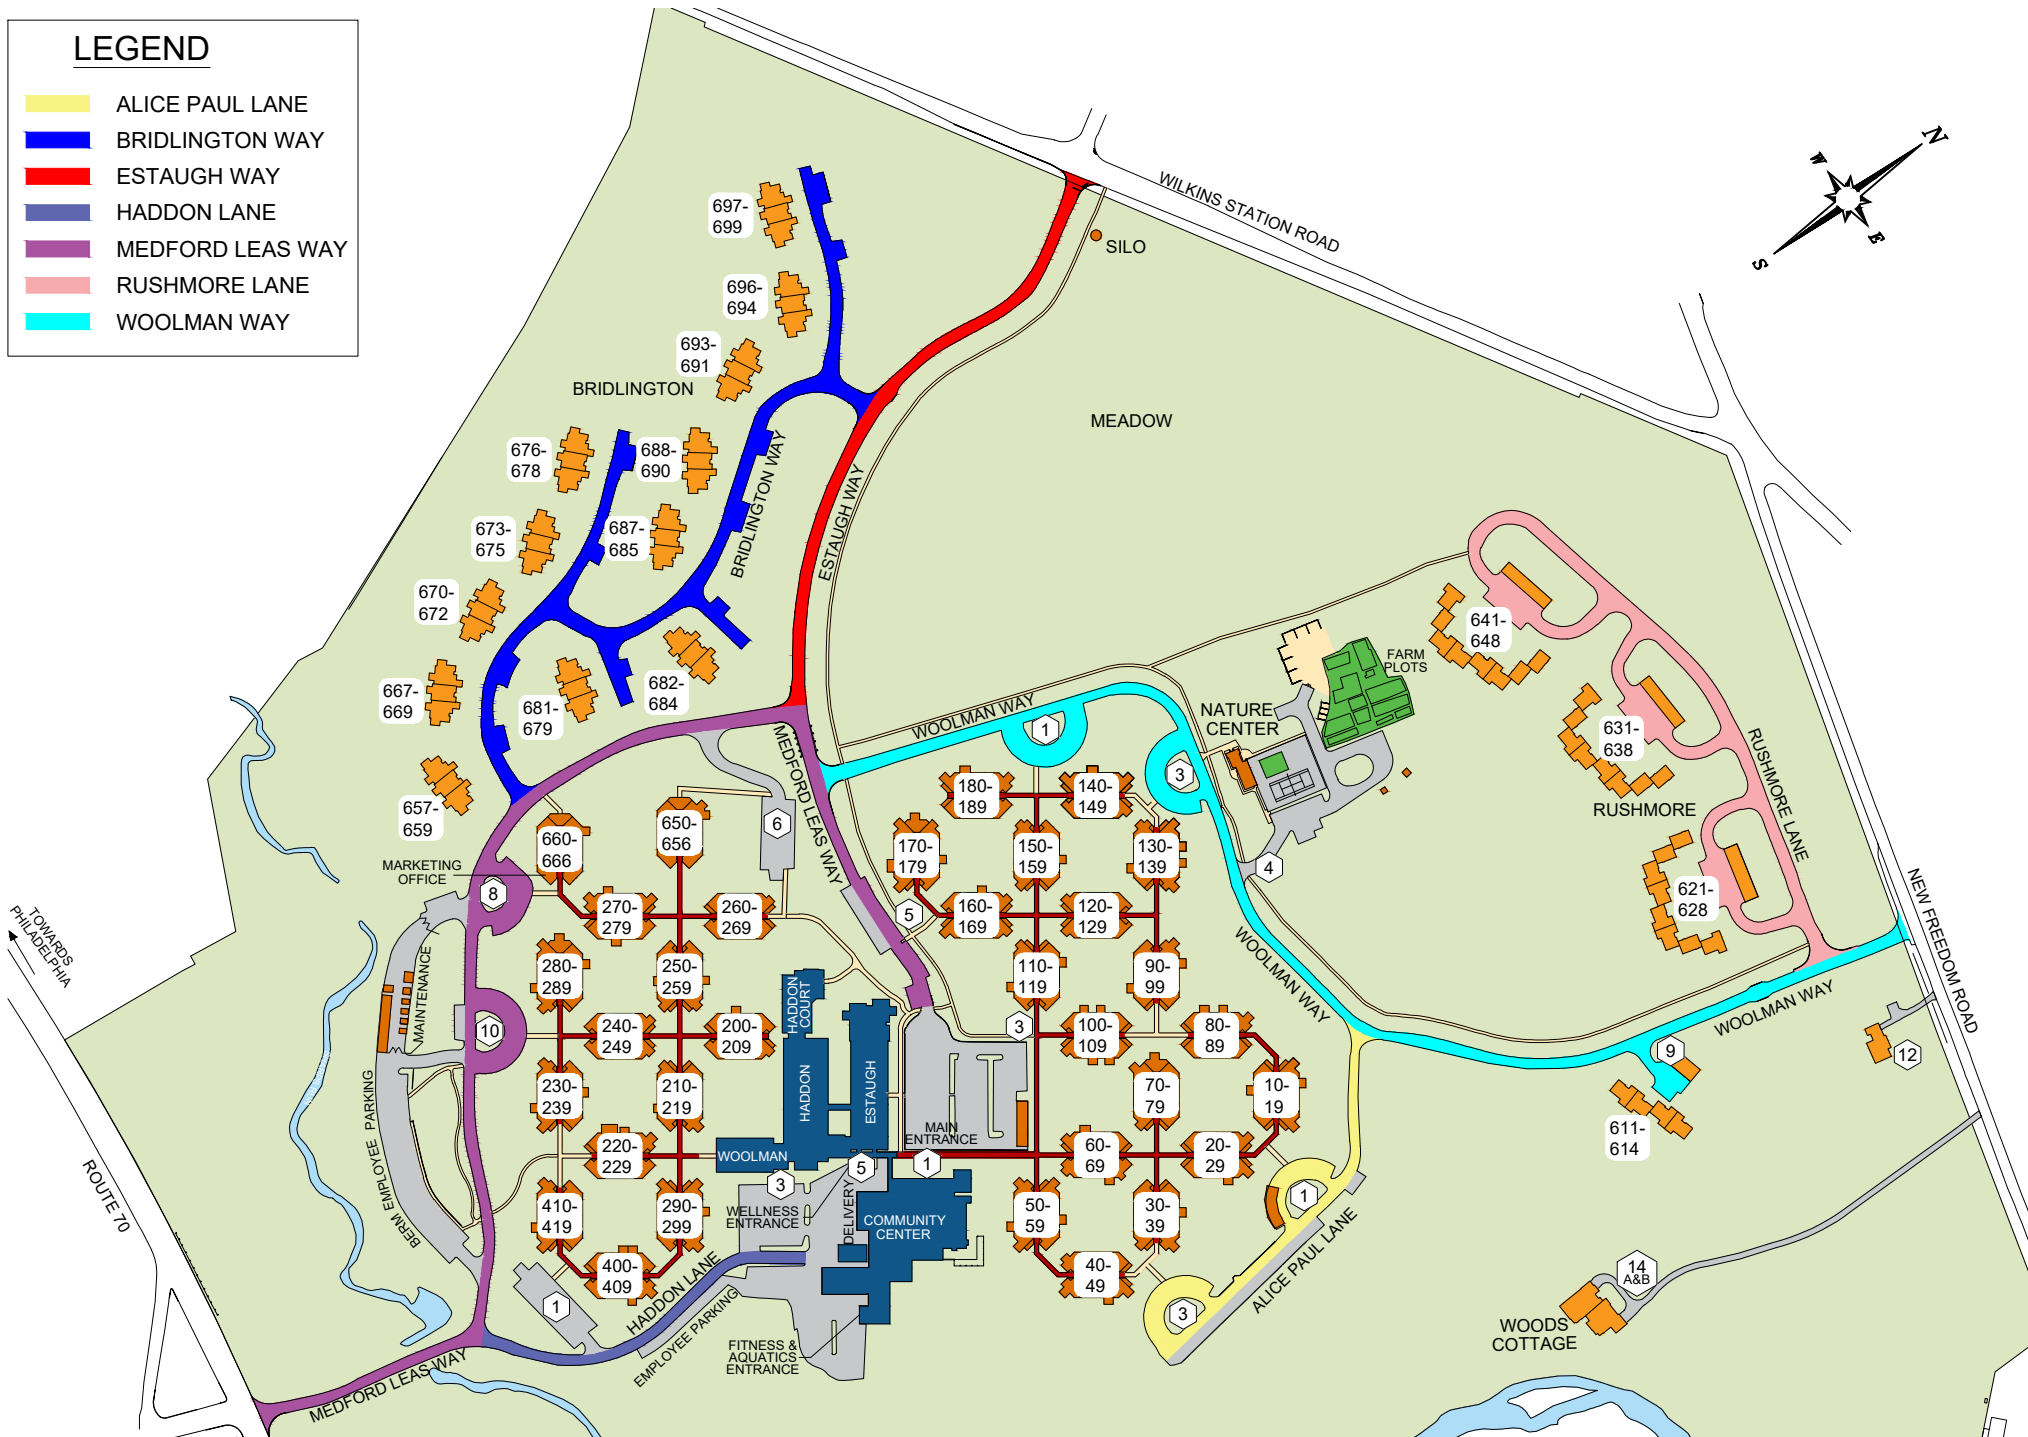 LEGEND
ALICE PAUL LANE
BRIDLINGTON WAY
ESTAUGH WAY
HADDON LANE
MEDFORD LEAS WAY
RUSHMORE LANE
WOOLMAN WAY
N
W
E
S
WILKINS STATION ROAD
SILO
697-
699
696-
694
693-
691
BRIDLINGTON
MEADOW
676-
678
688-
690
BRIDLINGTON WAY
ESTAUGH WAY
673-
675
687-
685
670-
672
667-
669
681-
679
682-
684
641-
648
FARM
PLOTS
NATURE
CENTER
WOOLMAN WAY
1
3
631-
638
RUSHMORE
RUSHMORE LANE
657-
659
MEDFORD LEAS WAY
6
180-
189
140-
149
660-
666
650-
656
170-
179
150-
159
130-
139
MARKETING
OFFICE
8
4
621-
628
NEW FREEDOM ROAD
270-
279
260-
269
5
160-
169
120-
129
TOWARDS
PHILADELPHIA
MAINTENANCE
280-
289
250-
259
HADDON
COURT
110-
119
90-
99
WOOLMAN WAY
WOOLMAN WAY
10
240-
249
200-
209
3
100-
109
80-
89
9
12
230-
239
210-
219
HADDON
ESTAUGH
70-
79
10-
19
611-
614
BERM EMPLOYEE PARKING
MAIN
ENTRANCE
220-
229
WOOLMAN
5
1
60-
69
20-
29
ROUTE 70
3
1
410-
419
290-
299
WELLNESS
ENTRANCE
DELIVERY
COMMUNITY
CENTER
50-
59
30-
39
400-
409
HADDON LANE
40-
49
ALICE PAUL LANE
14
A&B
1
3
EMPLOYEE PARKING
WOODS
COTTAGE
FITNESS &
AQUATICS
ENTRANCE
MEDFORD LEAS WAY